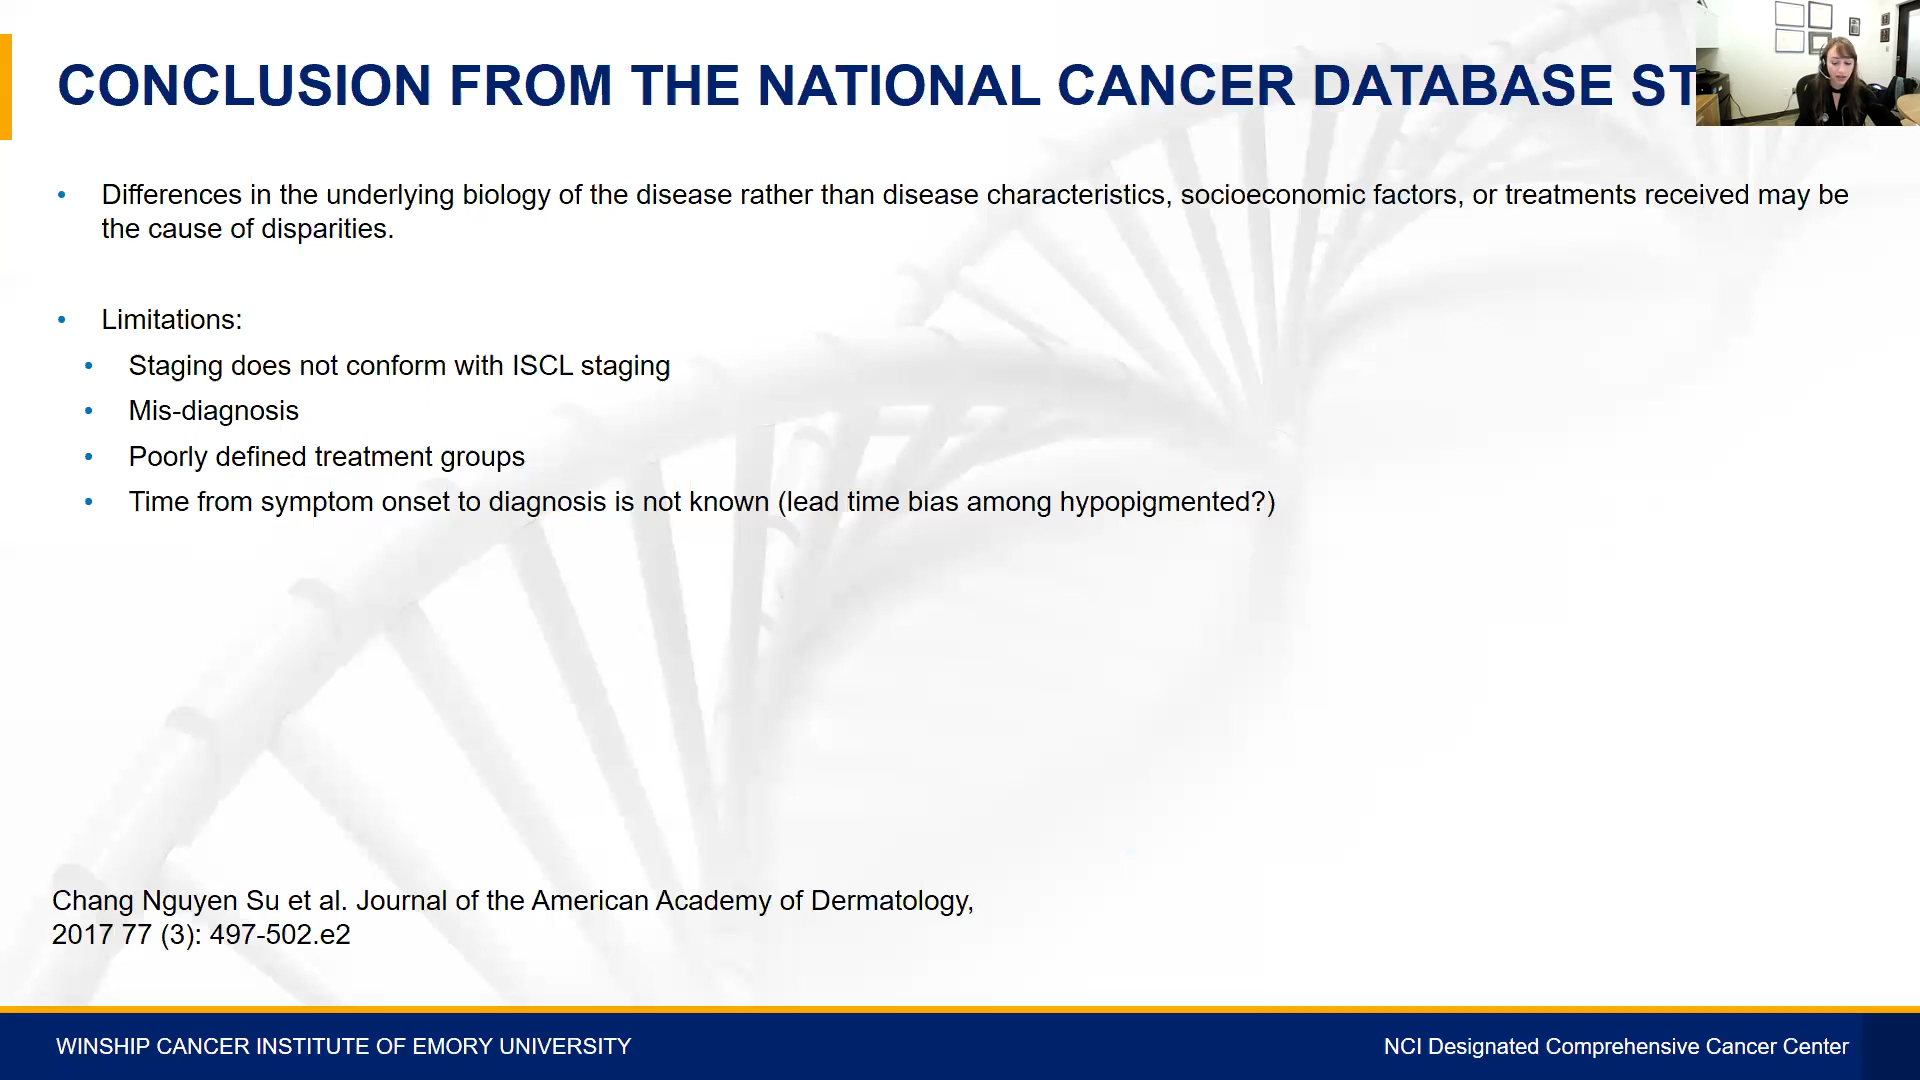 CONCLUSION FROM THE NATIONAL CANCER DATABASE ST
• Differences in the underlying biology of the disease rather than disease characteristics, socioeconomic factors, or treatments received may be
the cause of disparities.
• Limitations:
• Staging does not conform with ISCL staging
• Mis-diagnosis
• Poorly defined treatment groups
• Time from symptom onset to diagnosis is not known (lead time bias among hypopigmented?)
Chang Nguyen Su et al. Journal of the American Academy of Dermatology,
2017 77 (3): 497-502.e2
WINSHIP CANCER INSTITUTE OF EMORY UNIVERSITY
NCI Designated Comprehensive Cancer Center